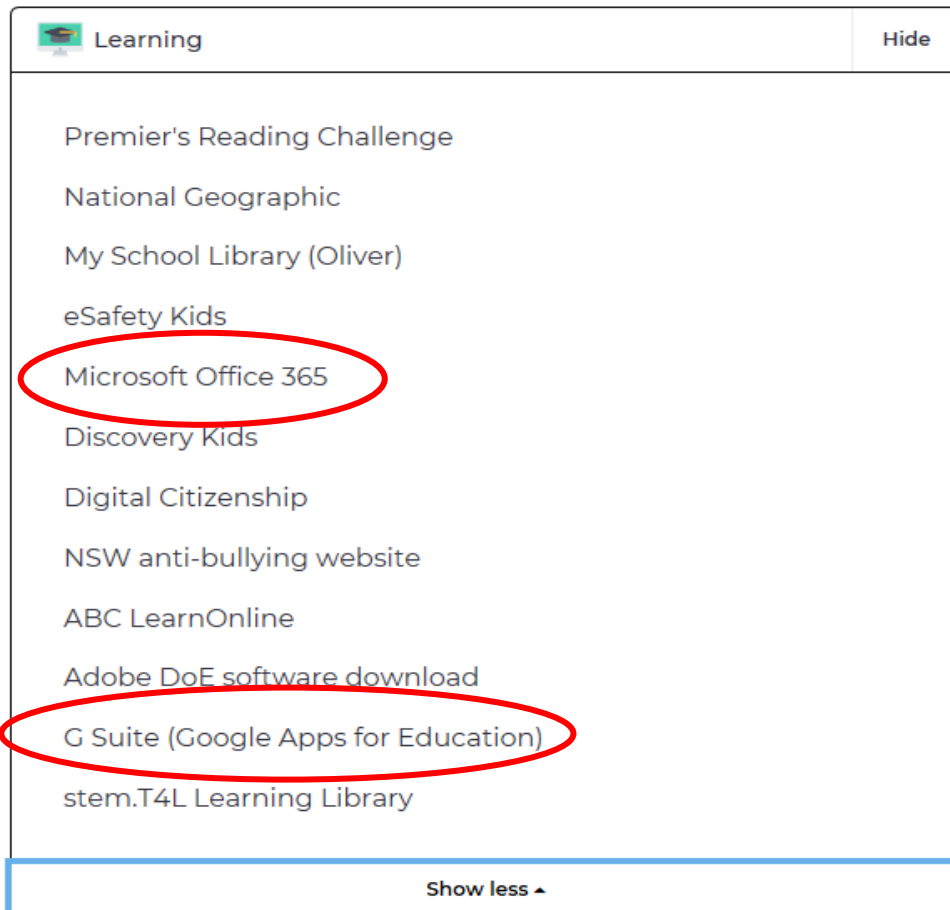 Learning
Hide
Premier's Reading Challenge
National Geographic
My School Library (Oliver)
eSafety Kids
Microsoft Office 365
Discovery Kids
Digital Citizenship
NSW anti-bullying website
ABC LearnOnline
Adobe DoE software download
G Suite (Google Apps for Education)
stem.T4L Learning Library
Show less